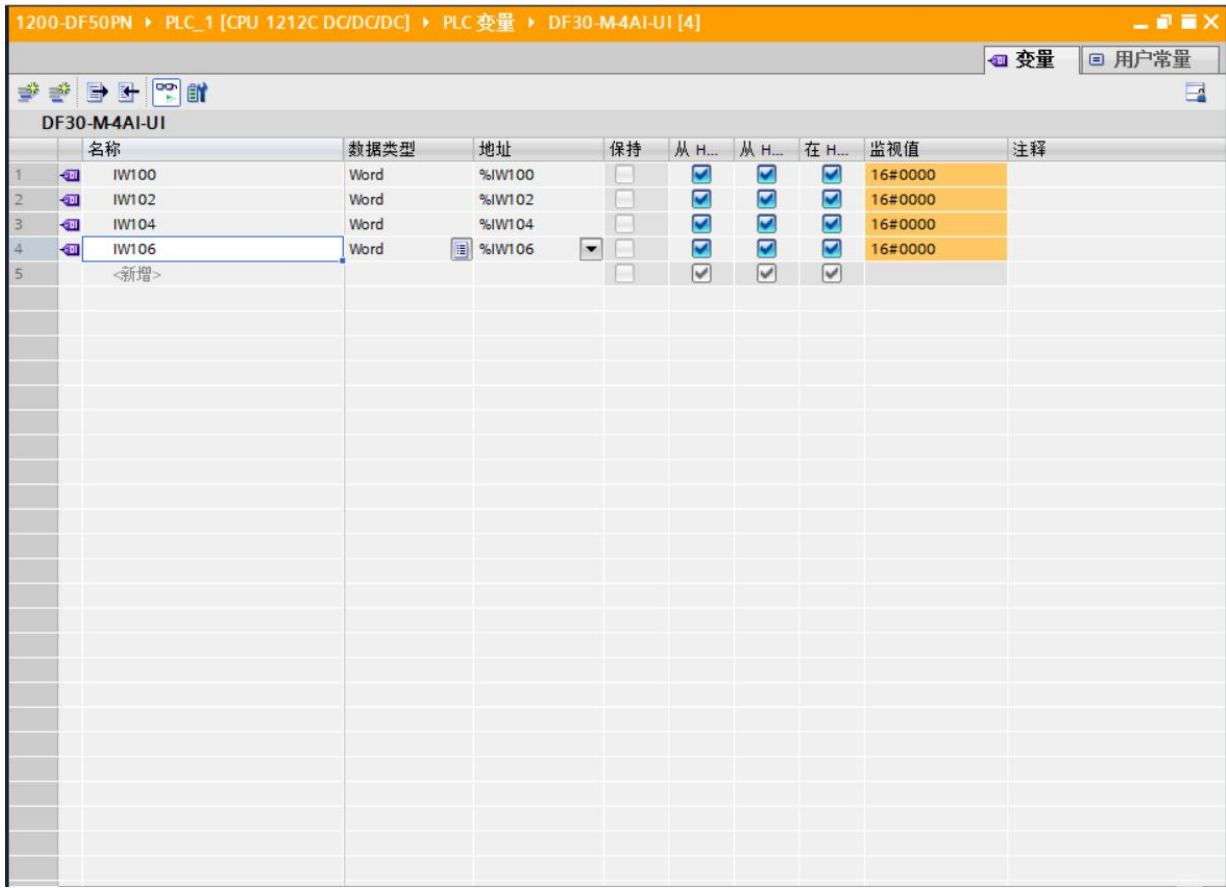 1200-DF50PN ▸ PLC_1 [CPU 1212C DC/DC/DC] ▸ PLC 变量 ▸ DF30-M-4AI-UI [4]
变量 用户常量
DF30-M-4AI-UI
名称 数据类型 地址 保持 从 H... 从 H... 在 H... 监视值 注释
1 IW100 Word %IW100 16#0000
2 IW102 Word %IW102 16#0000
3 IW104 Word %IW104 16#0000
4 IW106 Word %IW106 16#0000
5 <新增>